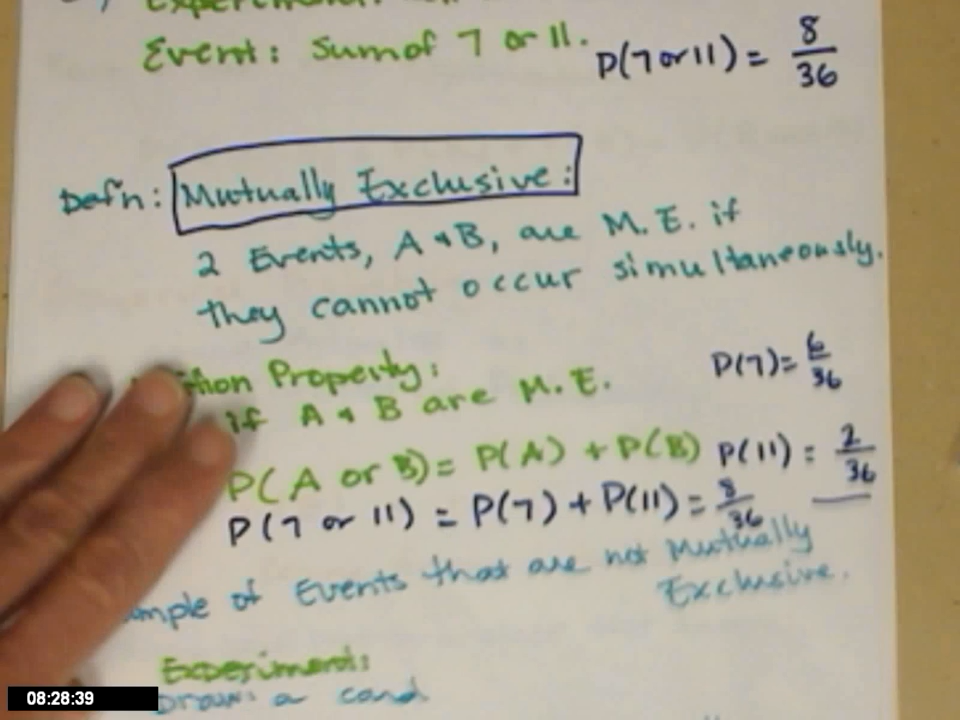 Event: Sum of 7 or 11. P(7 or 11) = 8/36
Defn: Mutually Exclusive:
2 Events, A & B, are M.E. if
they cannot occur simultaneously.
Property:
P(7) = 6/36
if A & B are M.E.
P(A or B) = P(A) + P(B) P(11) = 2/36
P(7 or 11) = P(7) + P(11) = 8/36
of Events that are not Mutually
Exclusive.
Experiment:
Draw a card
08:28:39